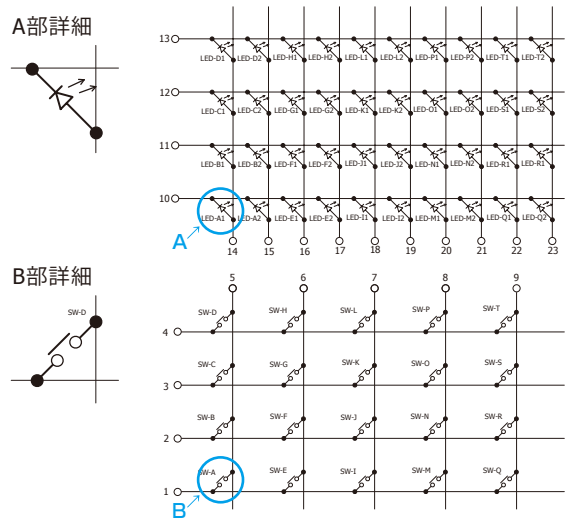 A部詳細
13
LED-D1 LED-D2 LED-H1 LED-H2 LED-L1 LED-L2 LED-P1 LED-P2 LED-T1 LED-T2
12
LED-C1 LED-C2 LED-G1 LED-G2 LED-K1 LED-K2 LED-O1 LED-O2 LED-S1 LED-S2
11
LED-B1 LED-B2 LED-F1 LED-F2 LED-J1 LED-J2 LED-N1 LED-N2 LED-R1 LED-R1
10
LED-A1 LED-A2 LED-E1 LED-E2 LED-I1 LED-I2 LED-M1 LED-M2 LED-Q1 LED-Q2
A
14 15 16 17 18 19 20 21 22 23
B部詳細
SW-D
5 6 7 8 9
SW-D SW-H SW-L SW-P SW-T
4
SW-C SW-G SW-K SW-O SW-S
3
SW-B SW-F SW-J SW-N SW-R
2
SW-A SW-E SW-I SW-M SW-Q
1
B